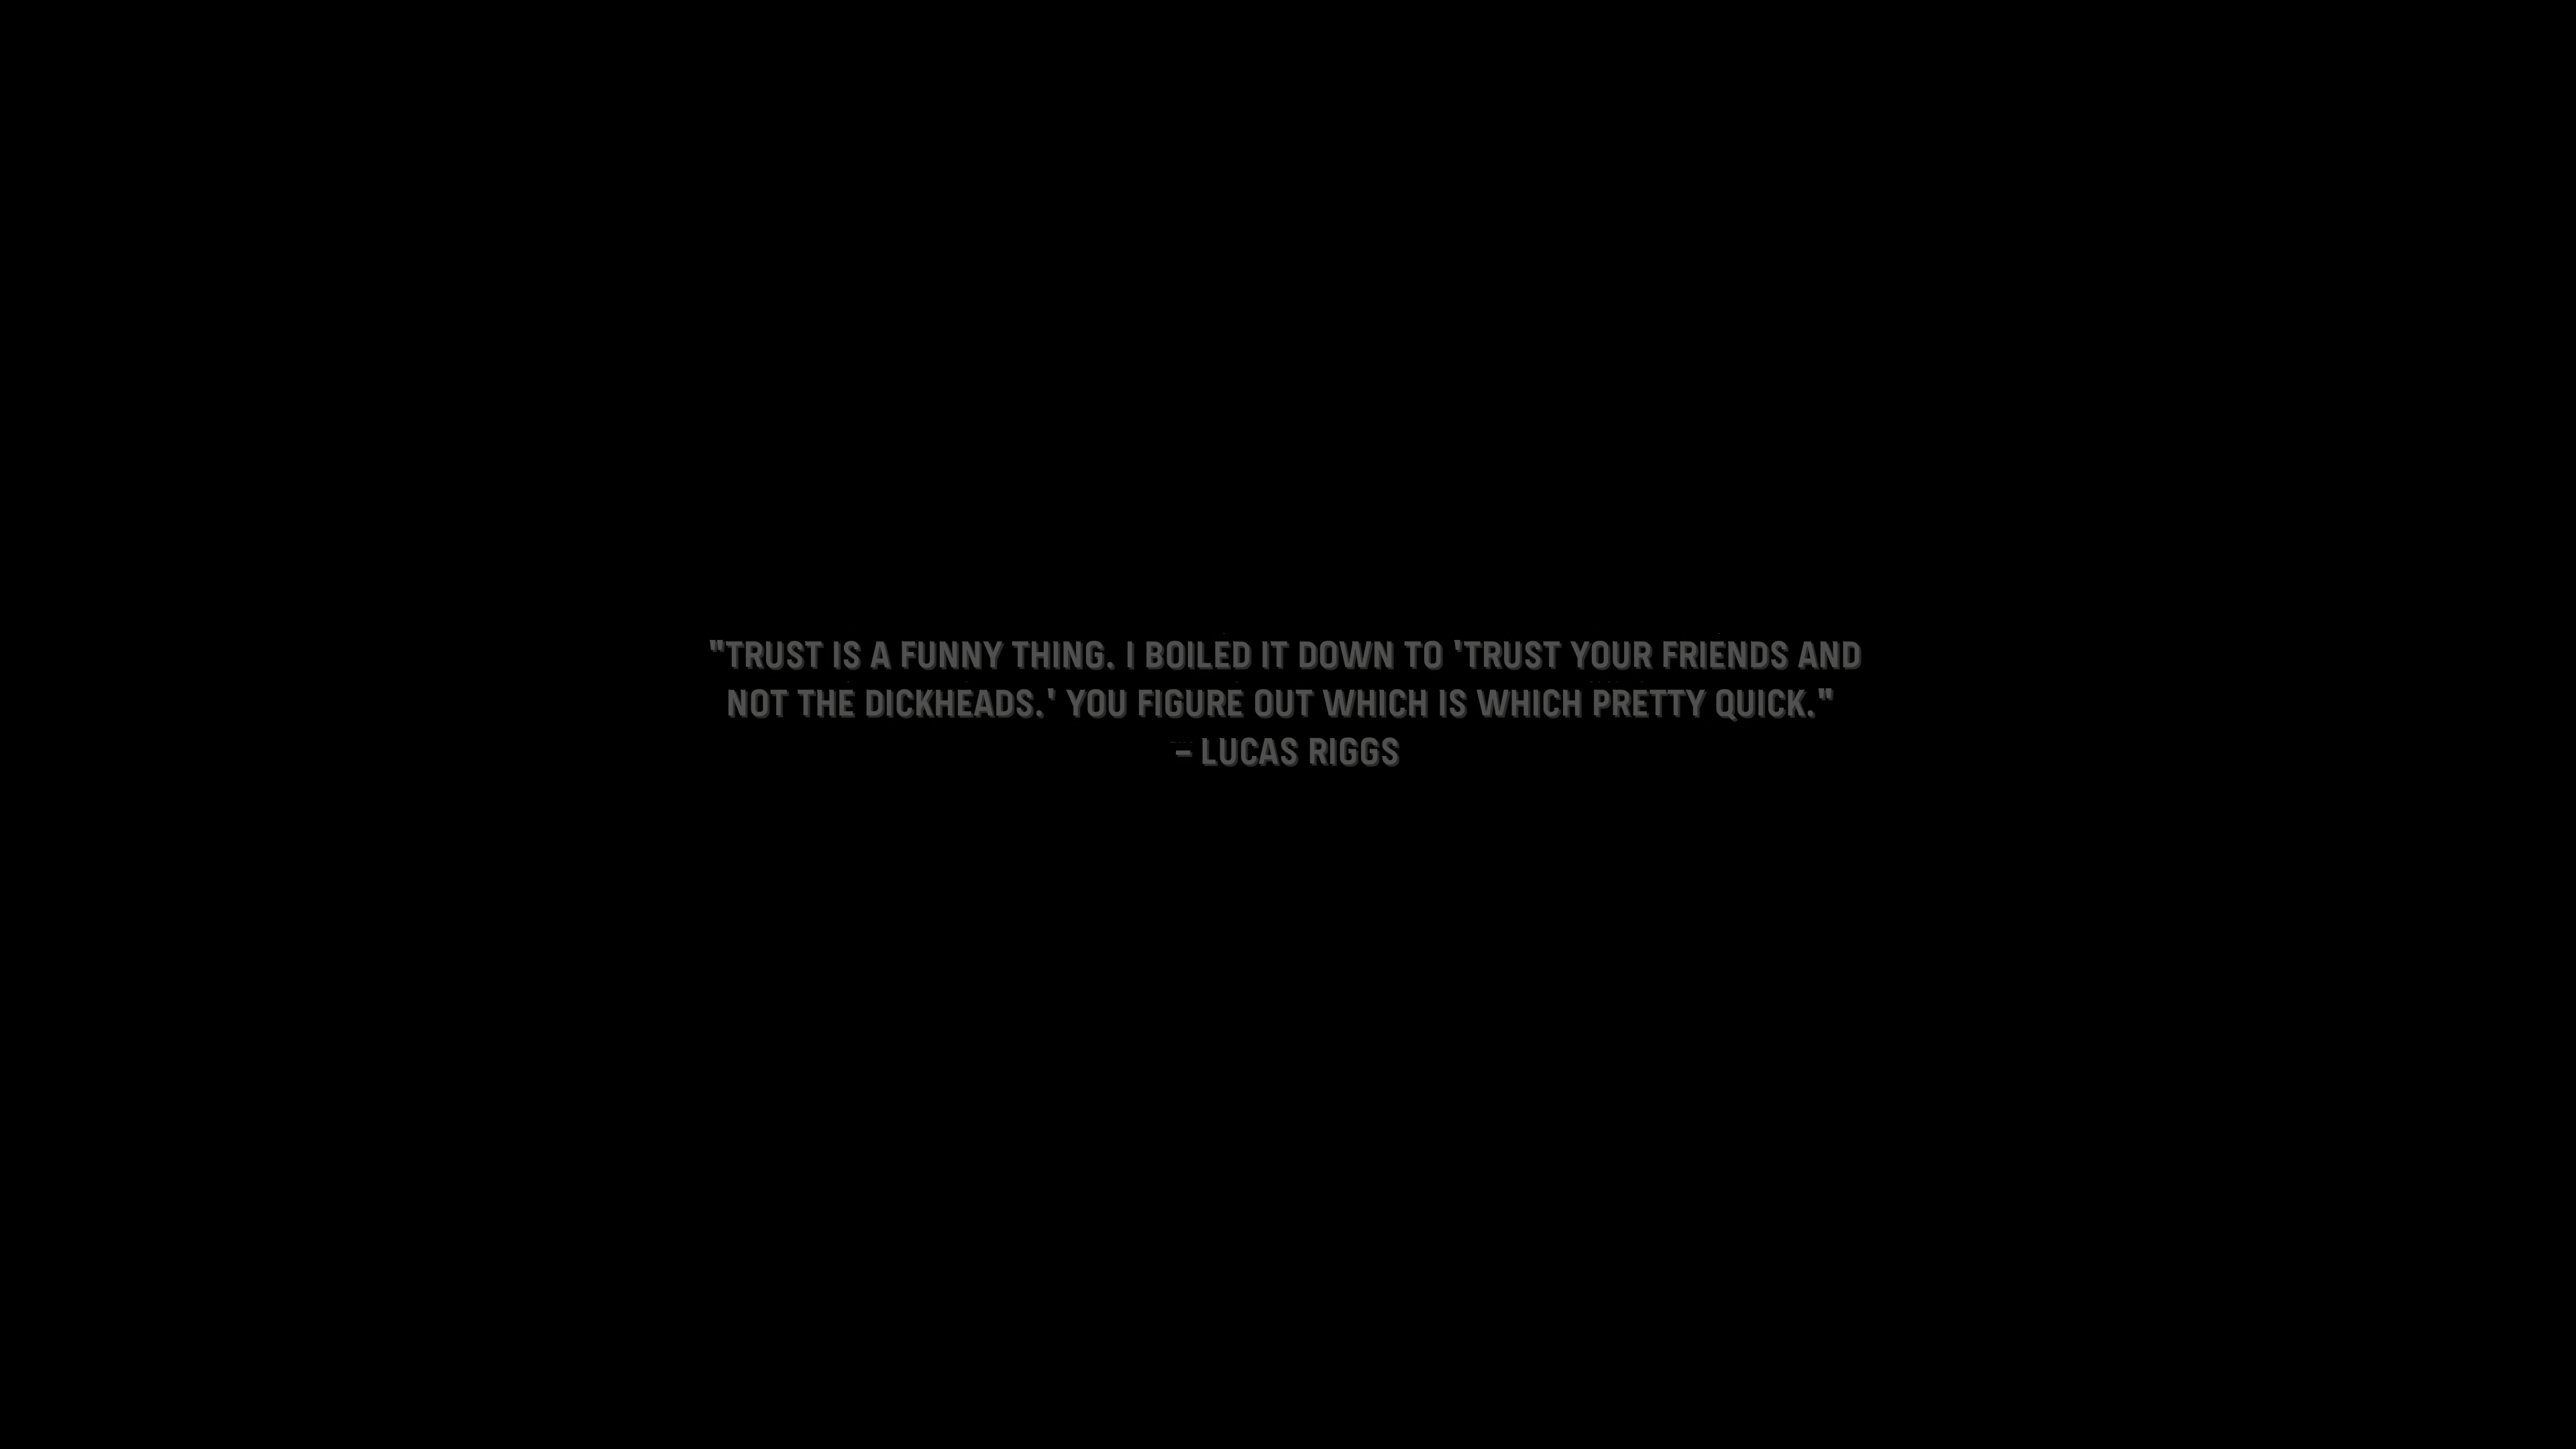 "TRUST IS A FUNNY THING. I BOILED IT DOWN TO 'TRUST YOUR FRIENDS AND
NOT THE DICKHEADS.' YOU FIGURE OUT WHICH IS WHICH PRETTY QUICK."
– LUCAS RIGGS